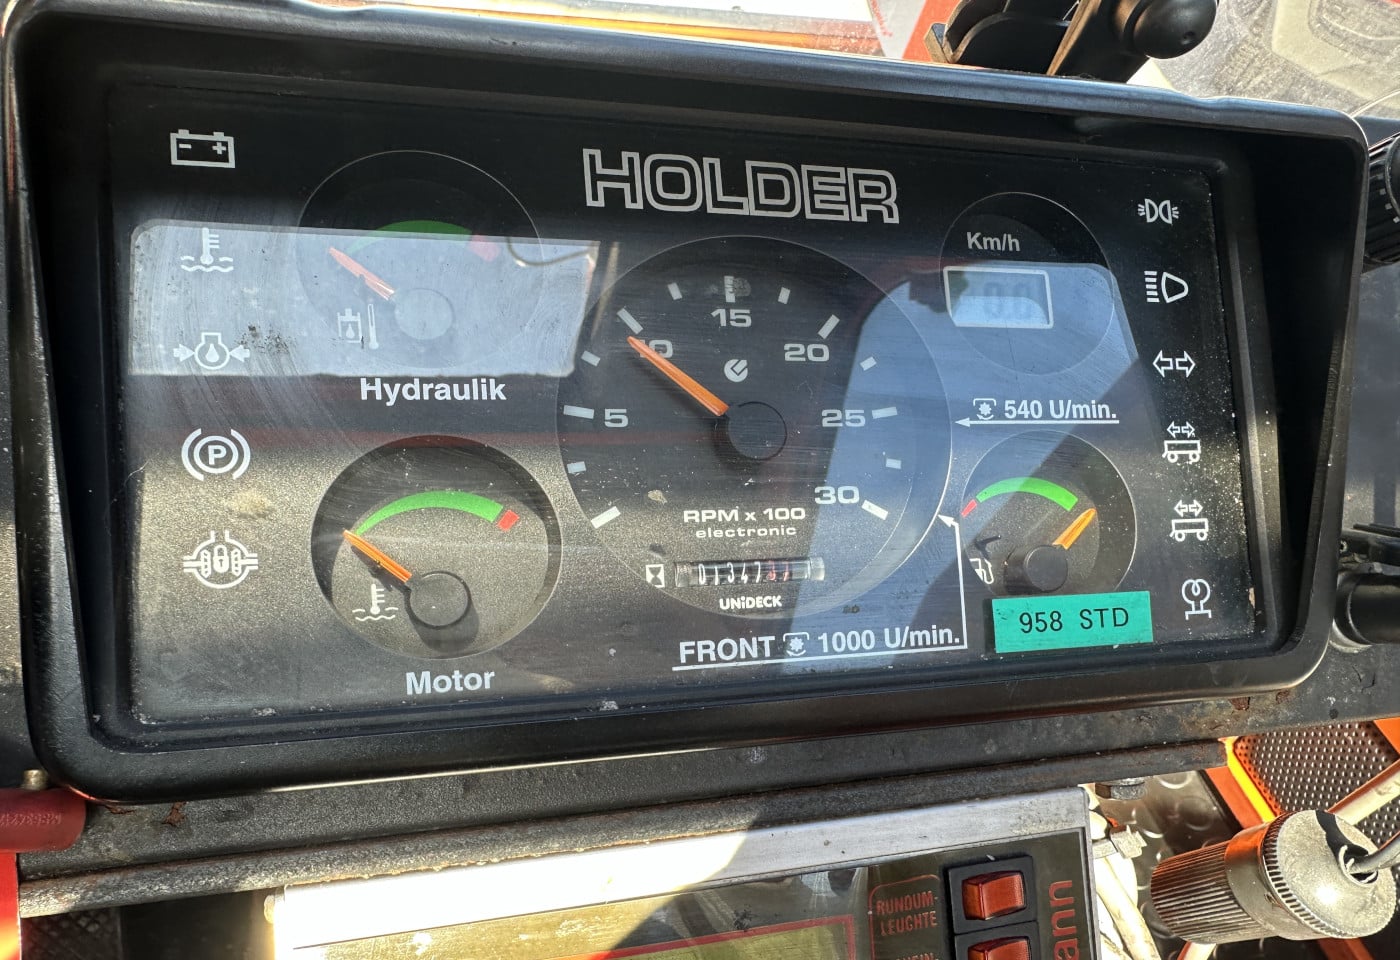 HOLDER
Km/h
Hydraulik
5
10
15
20
25
30
540 U/min.
RPM x 100
electronic
UNiDECK
FRONT 1000 U/min.
958 STD
Motor
P
RUNDUM-
LEUCHTE